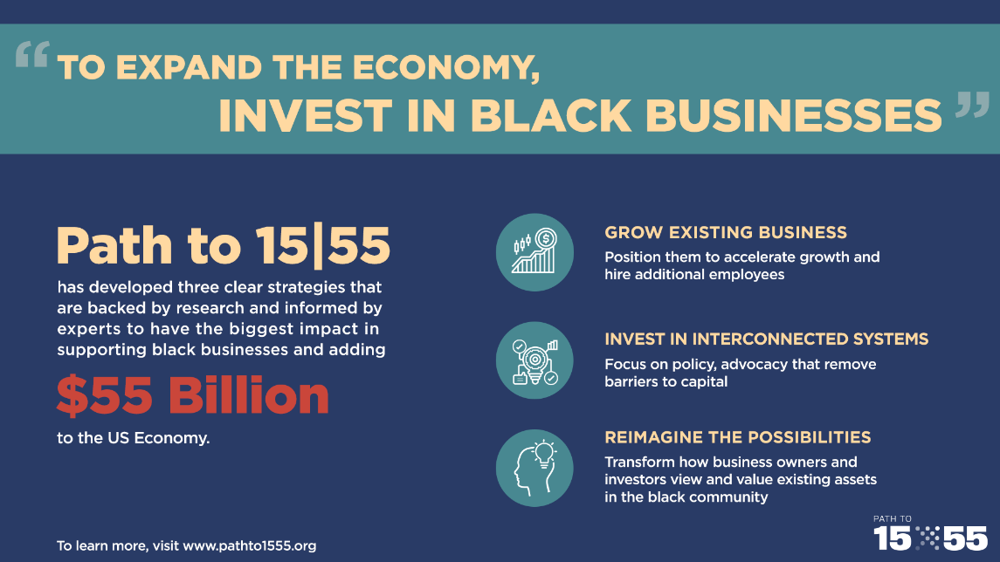 “TO EXPAND THE ECONOMY,
INVEST IN BLACK BUSINESSES”
Path to 15|55
has developed three clear strategies that
are backed by research and informed by
experts to have the biggest impact in
supporting black businesses and adding
$55 Billion
to the US Economy.
To learn more, visit www.pathto1555.org
$
GROW EXISTING BUSINESS
Position them to accelerate growth and
hire additional employees
INVEST IN INTERCONNECTED SYSTEMS
Focus on policy, advocacy that remove
barriers to capital
REIMAGINE THE POSSIBILITIES
Transform how business owners and
investors view and value existing assets
in the black community
PATH TO
15 55